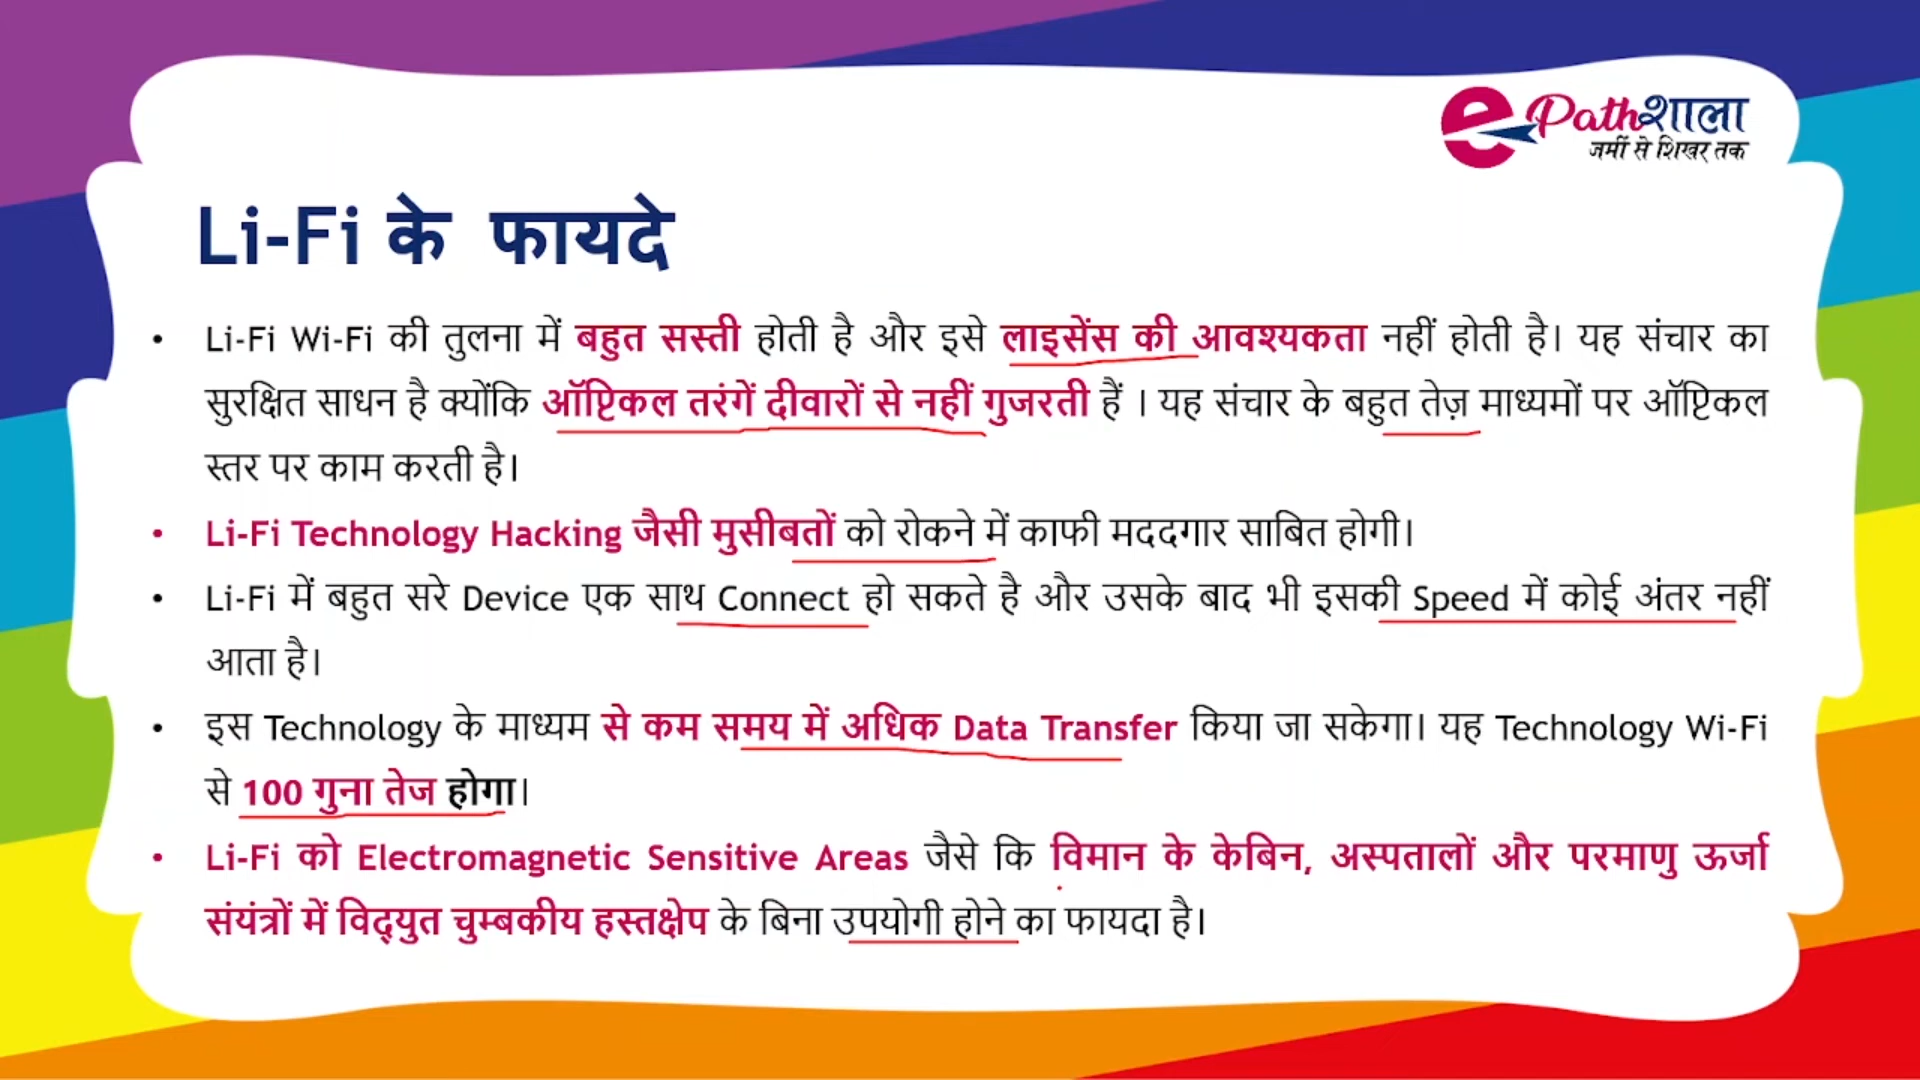 ePathशाला
जमीं से शिखर तक
Li-Fi के फायदे
• Li-Fi Wi-Fi की तुलना में बहुत सस्ती होती है और इसे लाइसेंस की आवश्यकता नहीं होती है। यह संचार का
सुरक्षित साधन है क्योंकि ऑप्टिकल तरंगें दीवारों से नहीं गुजरती हैं । यह संचार के बहुत तेज़ माध्यमों पर ऑप्टिकल
स्तर पर काम करती है।
• Li-Fi Technology Hacking जैसी मुसीबतों को रोकने में काफी मददगार साबित होगी।
• Li-Fi में बहुत सरे Device एक साथ Connect हो सकते है और उसके बाद भी इसकी Speed में कोई अंतर नहीं
आता है।
• इस Technology के माध्यम से कम समय में अधिक Data Transfer किया जा सकेगा। यह Technology Wi-Fi
से 100 गुना तेज होगा।
• Li-Fi को Electromagnetic Sensitive Areas जैसे कि विमान के केबिन, अस्पतालों और परमाणु ऊर्जा
संयंत्रों में विद्युत चुम्बकीय हस्तक्षेप के बिना उपयोगी होने का फायदा है।